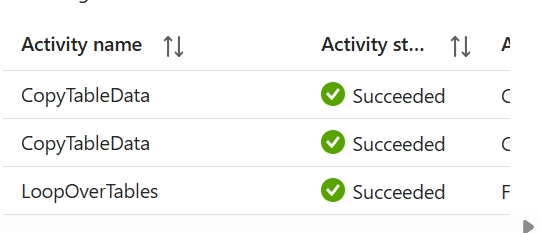 Activity name Activity st...
CopyTableData Succeeded
CopyTableData Succeeded
LoopOverTables Succeeded